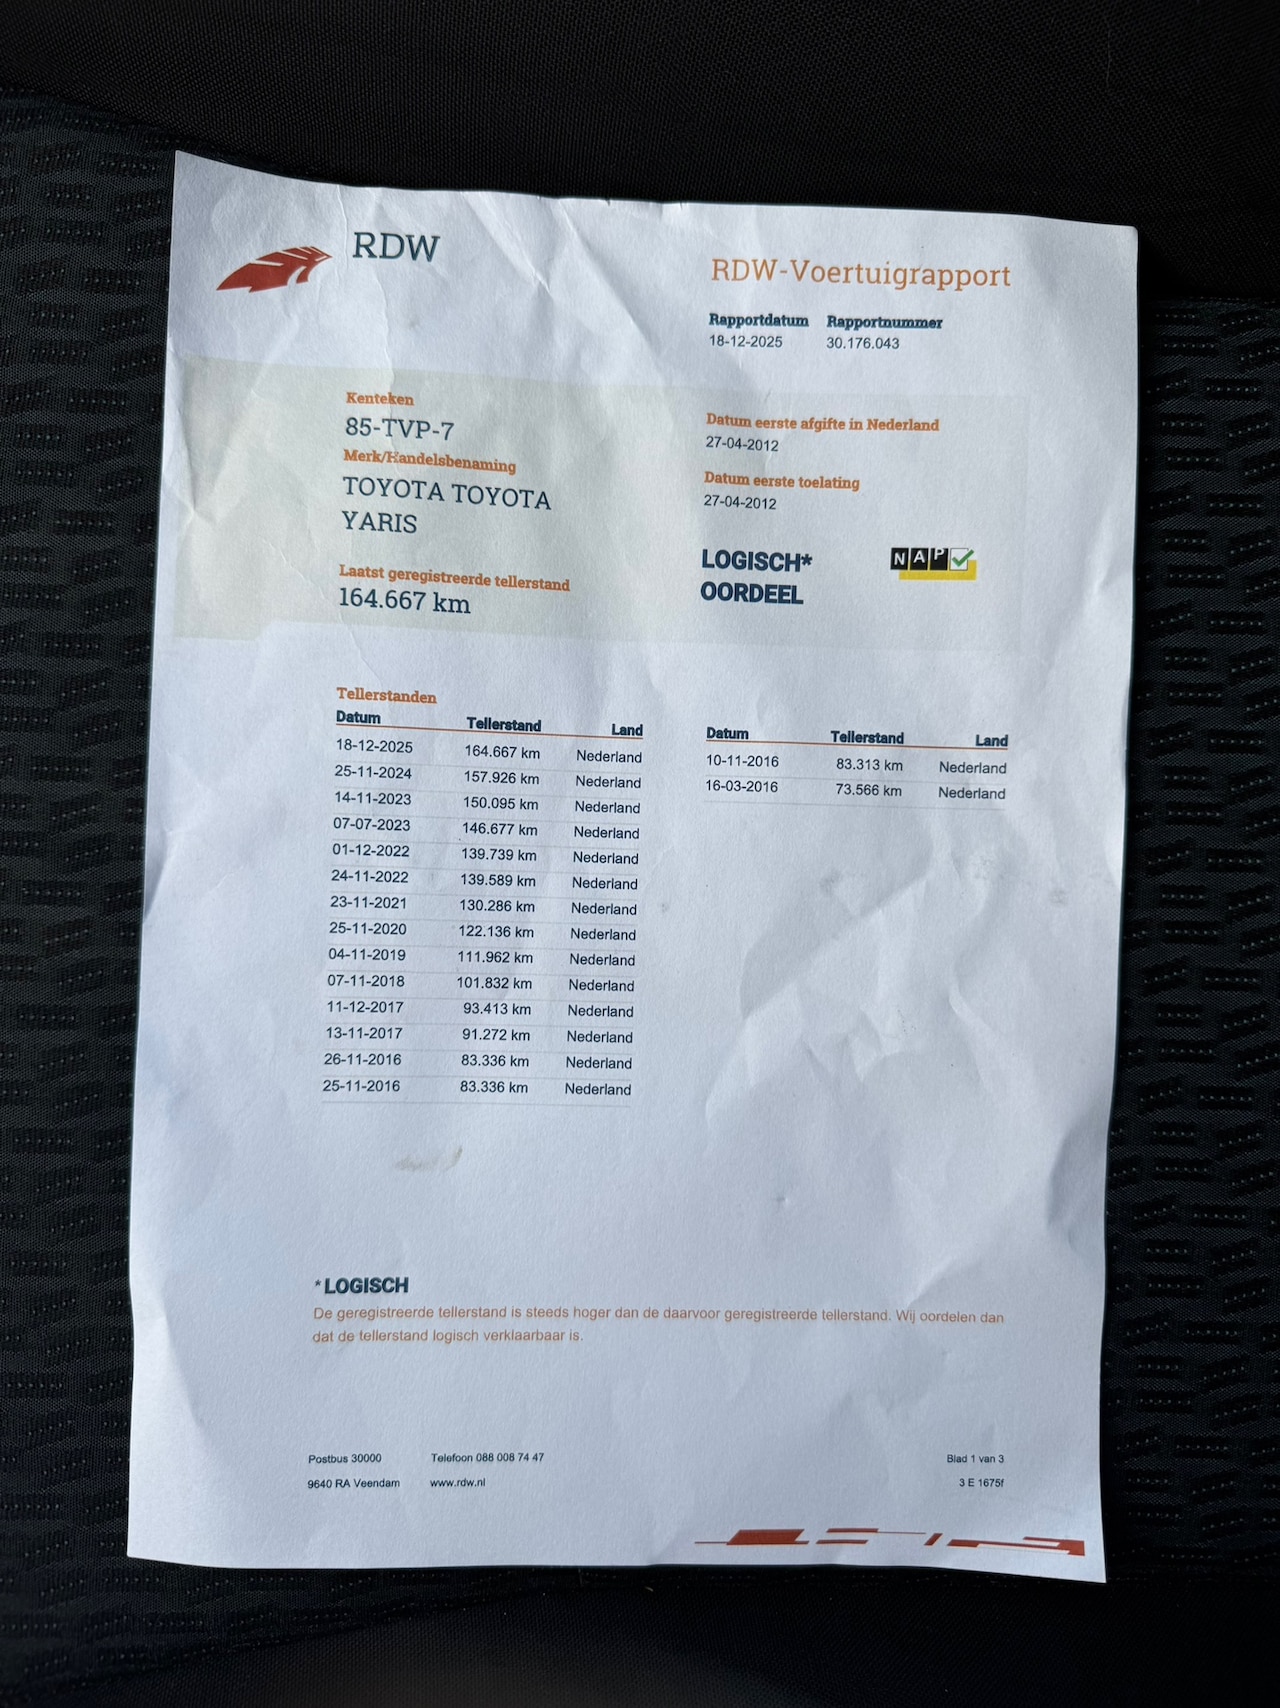 RDW
RDW-Voertuigrapport
Rapportdatum Rapportnummer
18-12-2025 30.176.043
Kenteken
85-TVP-7
Merk/Handelsbenaming
TOYOTA TOYOTA
YARIS
Laatst geregistreerde tellerstand
164.667 km
Datum eerste afgifte in Nederland
27-04-2012
Datum eerste toelating
27-04-2012
LOGISCH*
OORDEEL
NAP
Tellerstanden
Datum Tellerstand Land
18-12-2025 164.667 km Nederland
25-11-2024 157.926 km Nederland
14-11-2023 150.095 km Nederland
07-07-2023 146.677 km Nederland
01-12-2022 139.739 km Nederland
24-11-2022 139.589 km Nederland
23-11-2021 130.286 km Nederland
25-11-2020 122.136 km Nederland
04-11-2019 111.962 km Nederland
07-11-2018 101.832 km Nederland
11-12-2017 93.413 km Nederland
13-11-2017 91.272 km Nederland
26-11-2016 83.336 km Nederland
25-11-2016 83.336 km Nederland
Datum Tellerstand Land
10-11-2016 83.313 km Nederland
16-03-2016 73.566 km Nederland
*LOGISCH
De geregistreerde tellerstand is steeds hoger dan de daarvoor geregistreerde tellerstand. Wij oordelen dan
dat de tellerstand logisch verklaarbaar is.
Postbus 30000 Telefoon 088 008 74 47 Blad 1 van 3
9640 RA Veendam www.rdw.nl 3 E 1675f